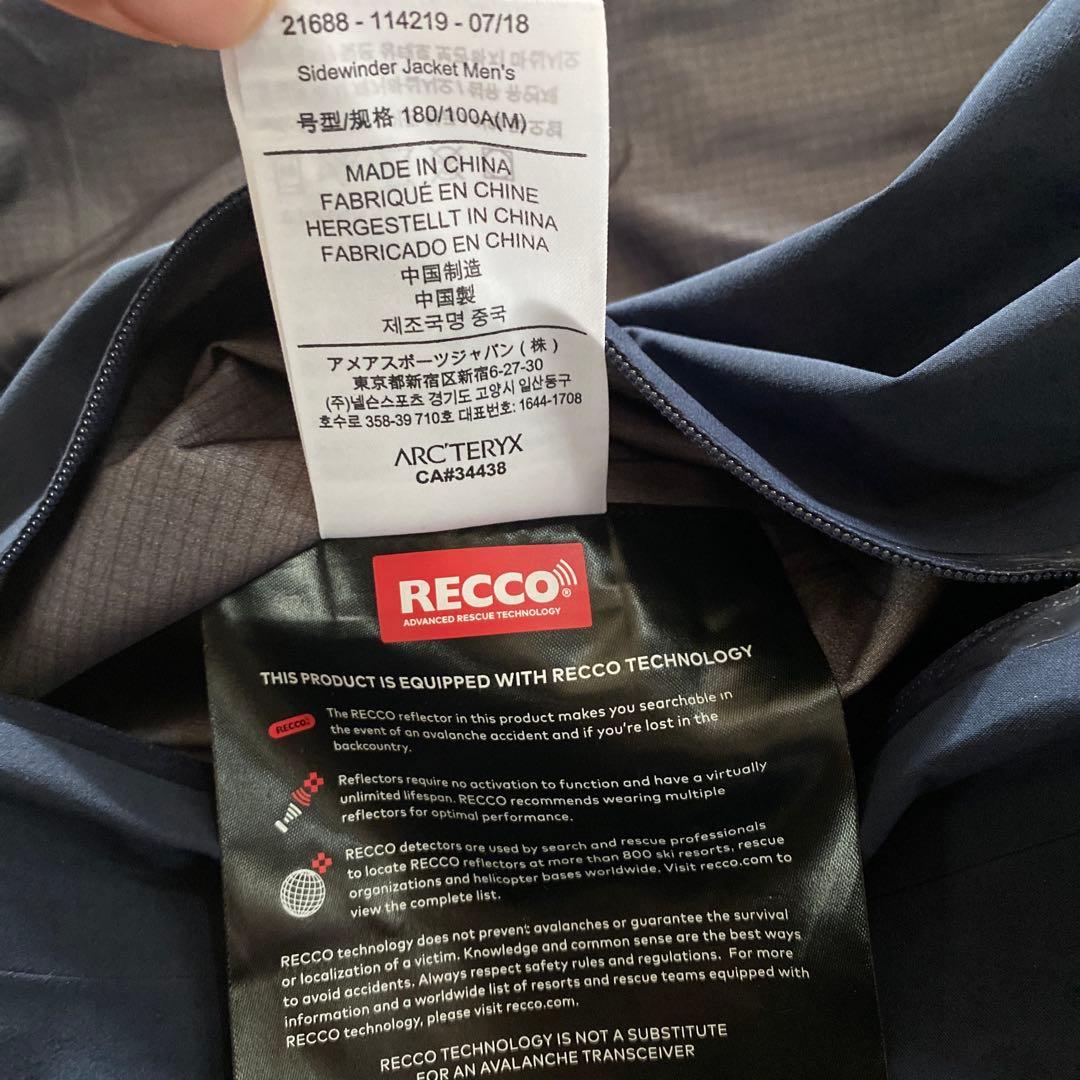 21688 - 114219 - 07/18
Sidewinder Jacket Men's
号型/规格 180/100A(M)
MADE IN CHINA
FABRIQUÉ EN CHINE
HERGESTELLT IN CHINA
FABRICADO EN CHINA
中国制造
中国製
제조국명 중국
アメアスポーツジャパン ( 株 )
東京都新宿区新宿6-27-30
(주)넬슨스포츠 경기도 고양시 일산동구
호수로 358-39 710호 대표번호: 1644-1708
ARC'TERYX
CA#34438
RECCO®
ADVANCED RESCUE TECHNOLOGY
THIS PRODUCT IS EQUIPPED WITH RECCO TECHNOLOGY
RECCO
The RECCO reflector in this product makes you searchable in
the event of an avalanche accident and if you're lost in the
backcountry.
Reflectors require no activation to function and have a virtually
unlimited lifespan. RECCO recommends wearing multiple
reflectors for optimal performance.
RECCO detectors are used by search and rescue professionals
to locate RECCO reflectors at more than 800 ski resorts, rescue
organizations and helicopter bases worldwide. Visit recco.com to
view the complete list.
RECCO technology does not prevent avalanches or guarantee the survival
or localization of a victim. Knowledge and common sense are the best ways
to avoid accidents. Always respect safety rules and regulations. For more
information and a worldwide list of resorts and rescue teams equipped with
RECCO technology, please visit recco.com.
RECCO TECHNOLOGY IS NOT A SUBSTITUTE
FOR AN AVALANCHE TRANSCEIVER